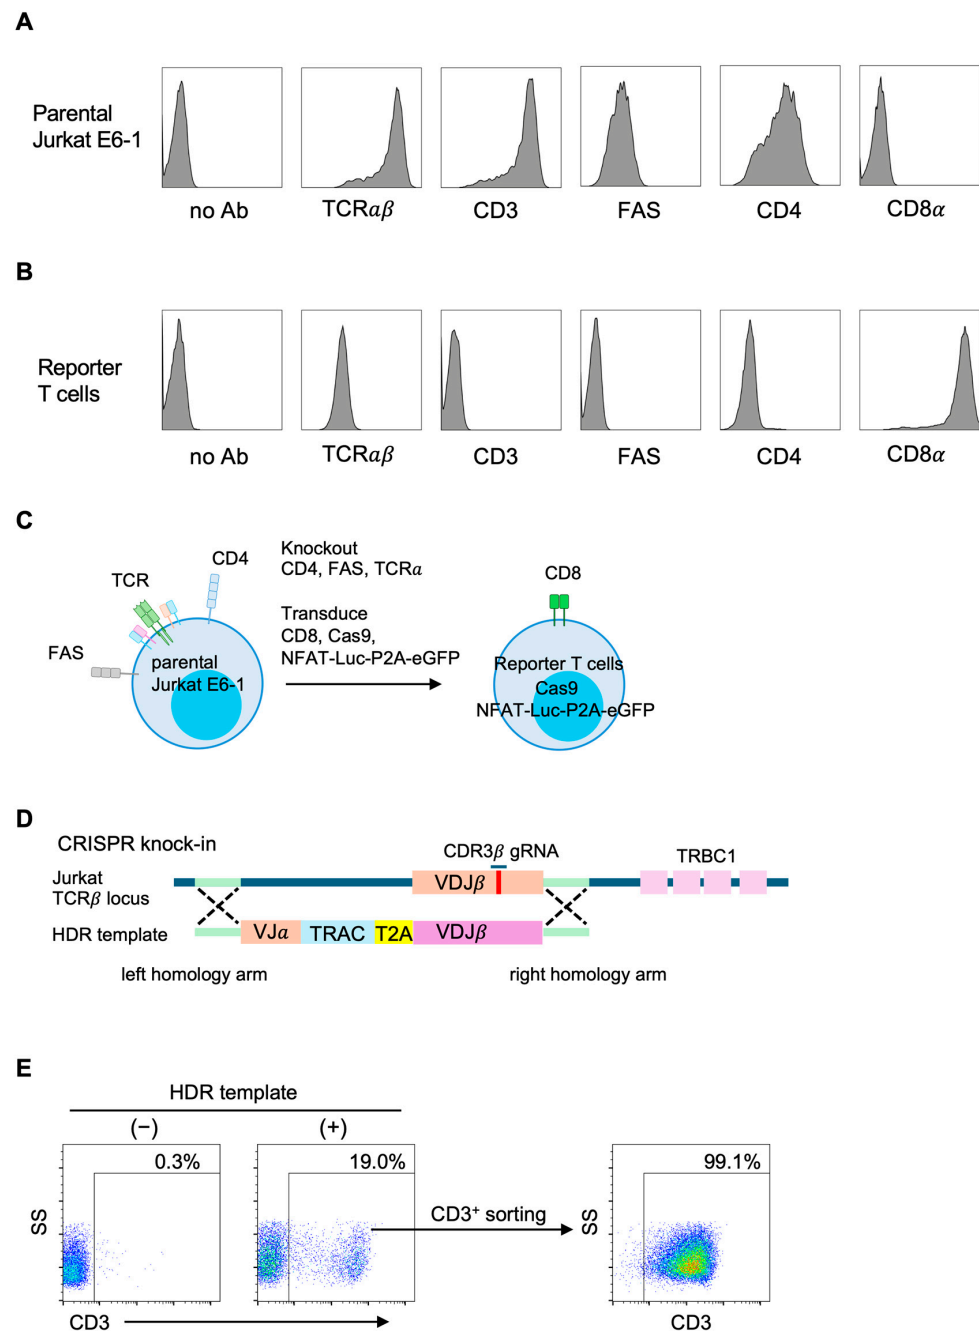 A
Parental
Jurkat E6-1
no Ab
TCRαβ
CD3
FAS
CD4
CD8α
B
Reporter
T cells
no Ab
TCRαβ
CD3
FAS
CD4
CD8α
C
TCR
CD4
FAS
parental
Jurkat E6-1
Knockout
CD4, FAS, TCRα
Transduce
CD8, Cas9,
NFAT-Luc-P2A-eGFP
CD8
Reporter T cells
Cas9
NFAT-Luc-P2A-eGFP
D
CRISPR knock-in
CDR3β gRNA
TRBC1
Jurkat
TCRβ locus
VDJβ
HDR template
VJα
TRAC
T2A
VDJβ
left homology arm
right homology arm
E
HDR template
(−)
(+)
0.3%
19.0%
99.1%
SS
CD3⁺ sorting
SS
CD3
CD3